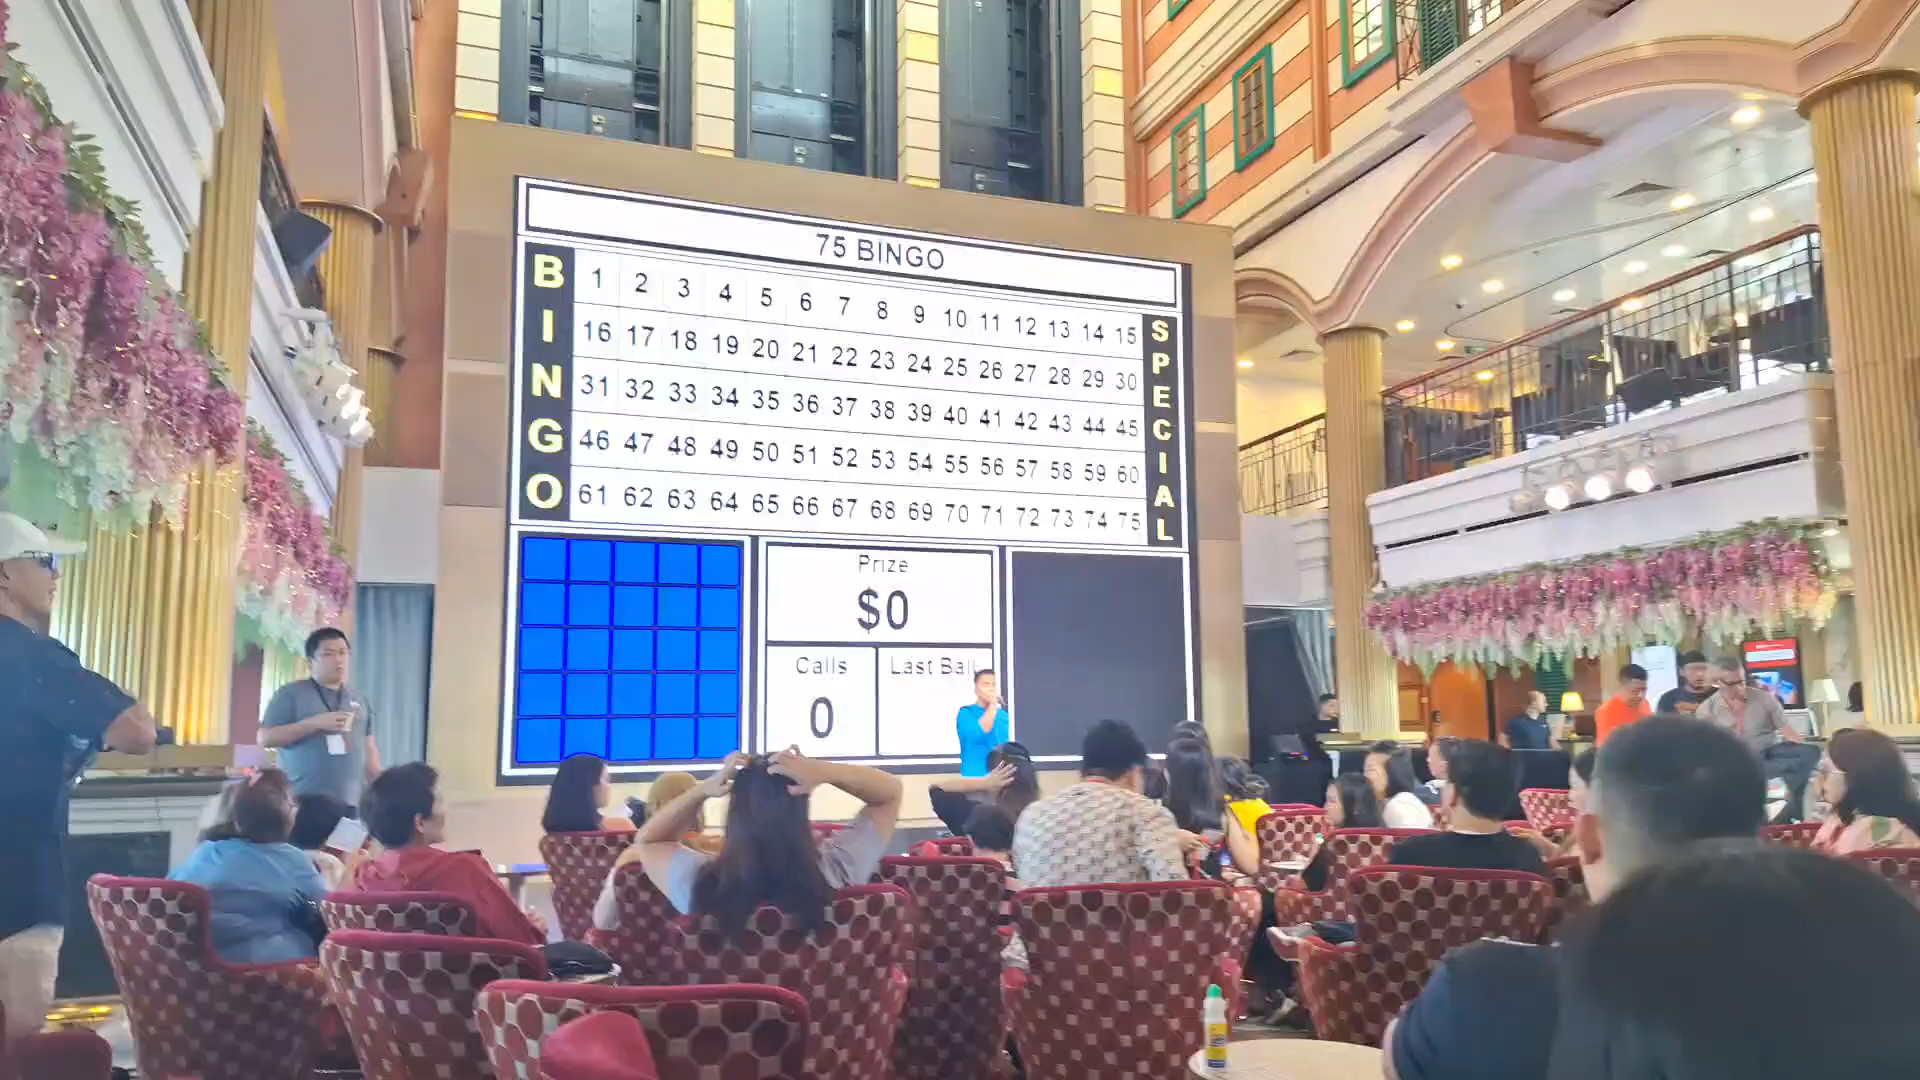 75 BINGO
B 1 2 3 4 5 6 7 8 9 10 11 12 13 14 15
I 16 17 18 19 20 21 22 23 24 25 26 27 28 29 30
N 31 32 33 34 35 36 37 38 39 40 41 42 43 44 45
G 46 47 48 49 50 51 52 53 54 55 56 57 58 59 60
O 61 62 63 64 65 66 67 68 69 70 71 72 73 74 75
SPECIAL
Prize
$0
Calls
0
Last Ball